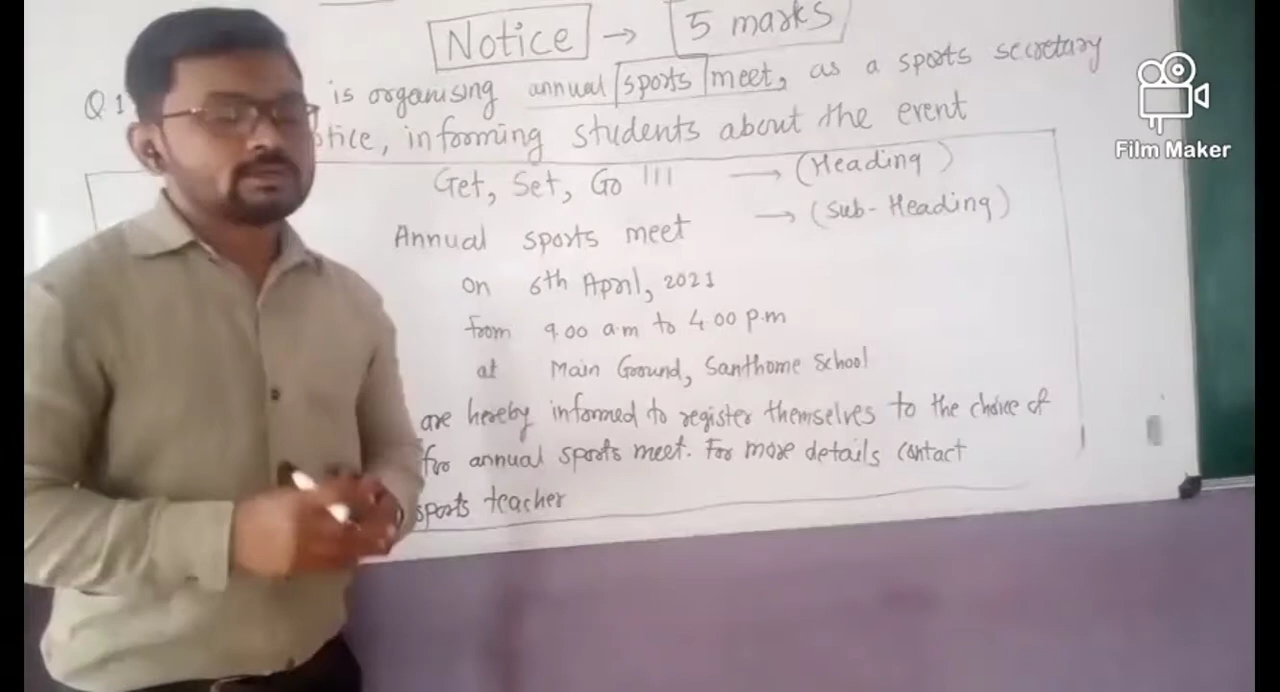 Notice → 5 marks
Q1 is organising annual sports meet, as a sports secretary
otice, informing students about the event
Get, Set, Go !!! → (Heading)
Annual sports meet → (Sub-Heading)
on 6th April, 2021
from 9.00 a.m to 4.00 p.m
at Main Ground, Santhome School
are hereby informed to register themselves to the choice of
for annual sports meet. For more details contact
sports teacher
Film Maker